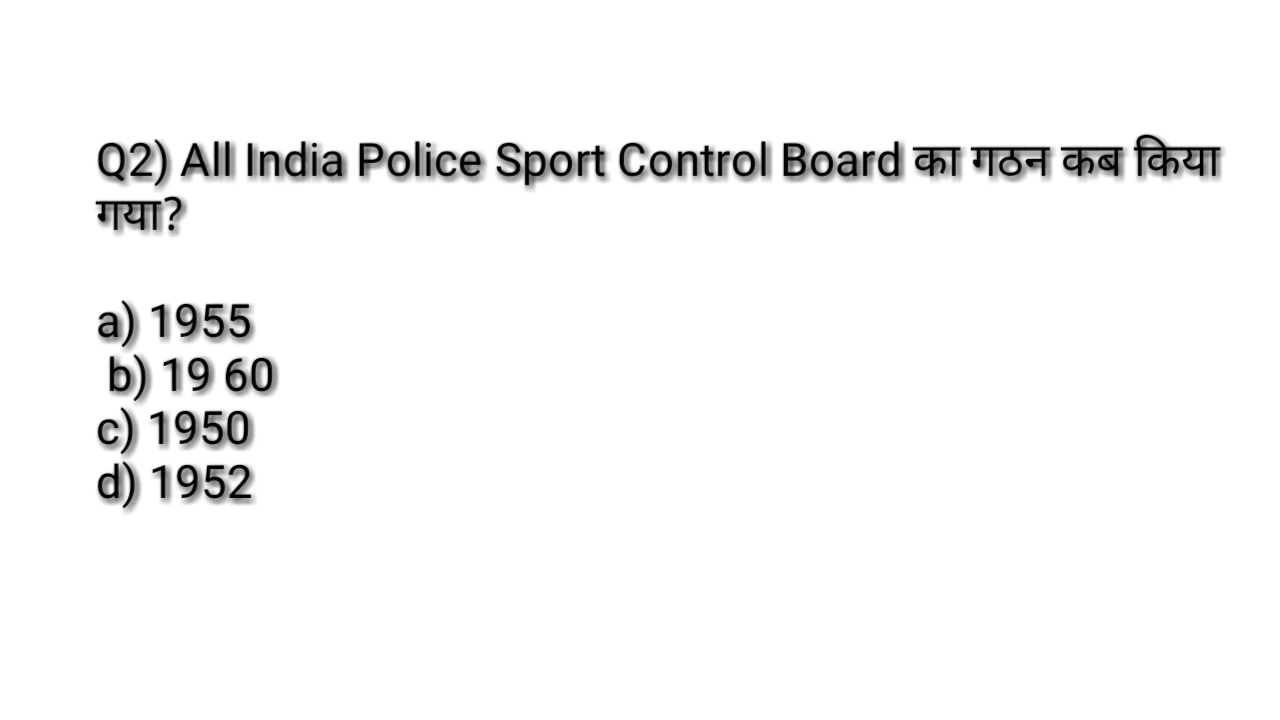 Q2) All India Police Sport Control Board का गठन कब किया
गया?
a) 1955
b) 19 60
c) 1950
d) 1952